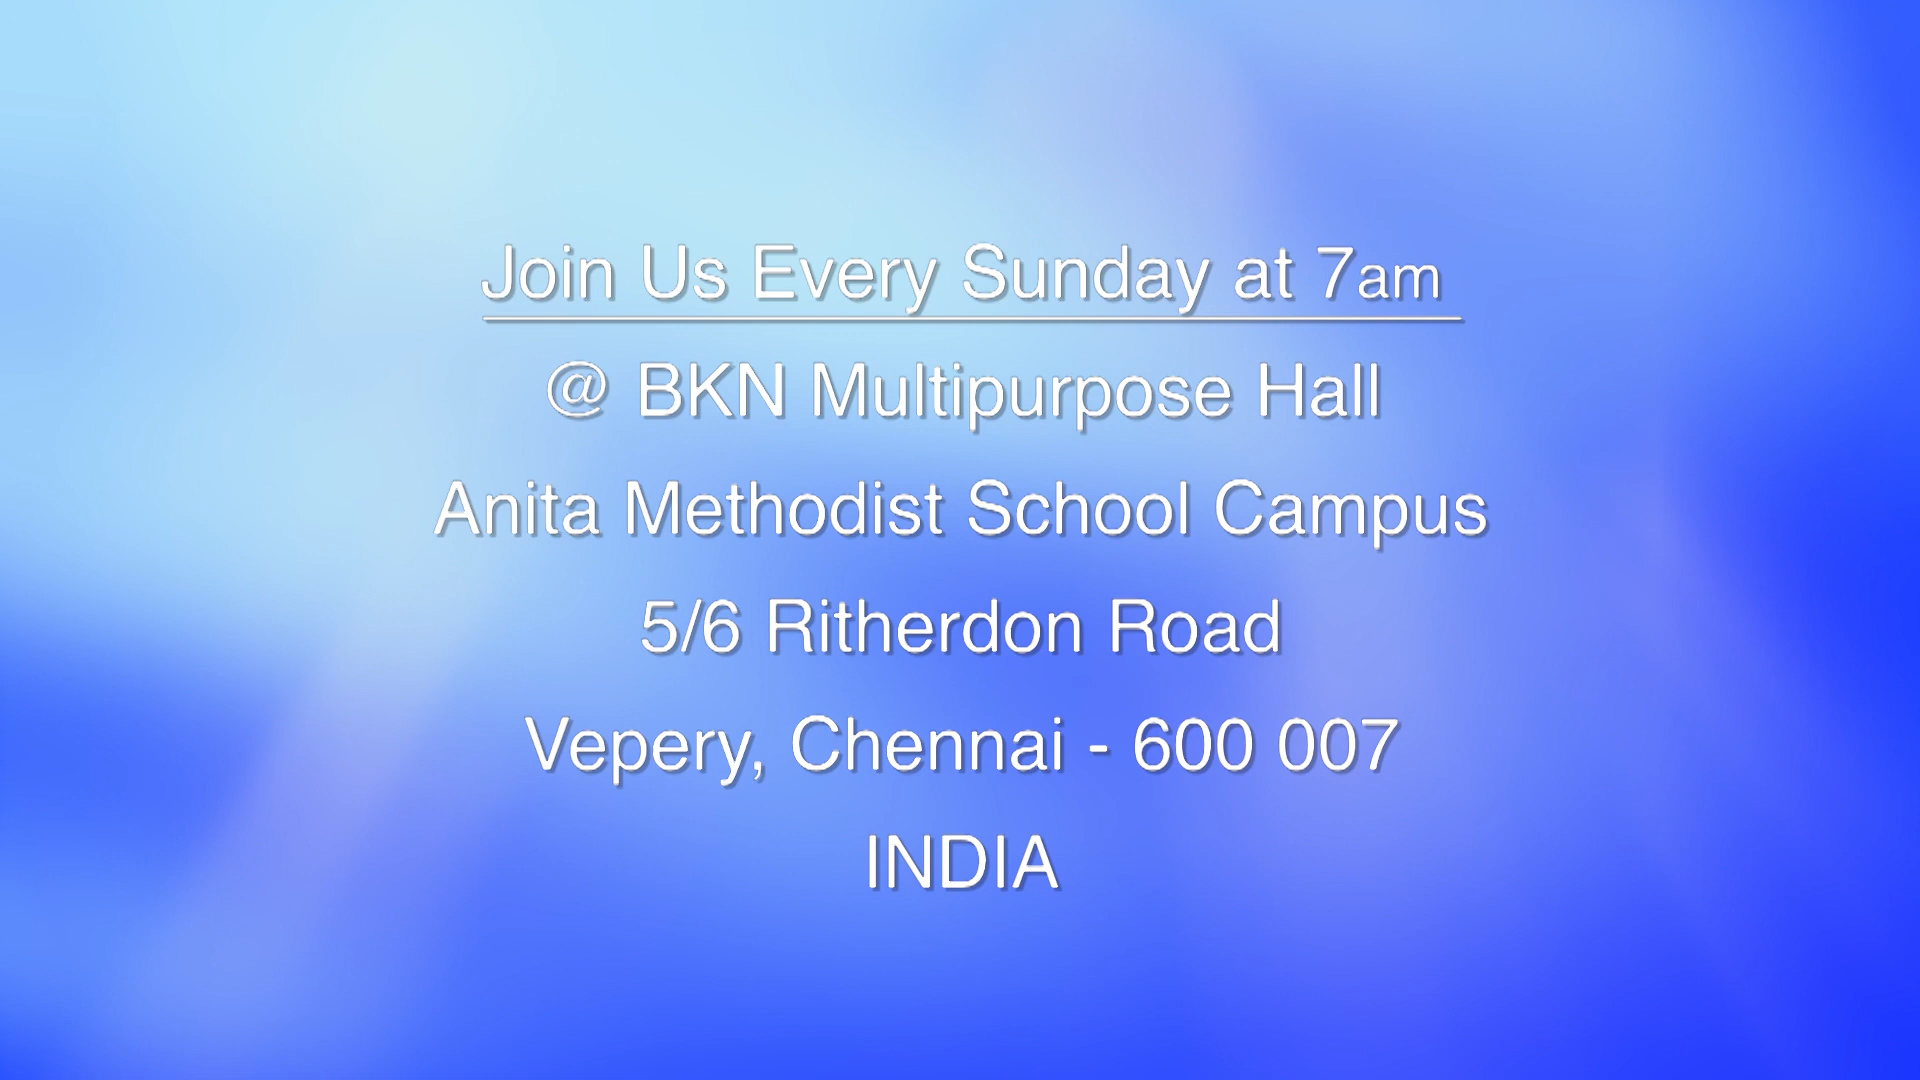 Join Us Every Sunday at 7am
@ BKN Multipurpose Hall
Anita Methodist School Campus
5/6 Ritherdon Road
Vepery, Chennai - 600 007
INDIA